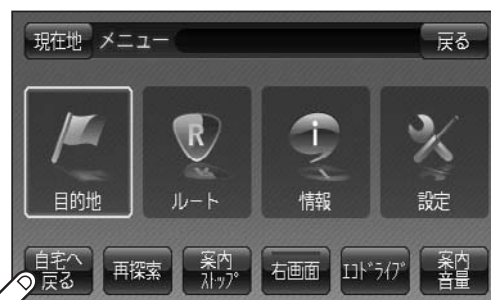 現在地 メニュー 戻る
R i
目的地 ルート 情報 設定
自宅へ戻る 再探索 案内ｽﾄｯﾌﾟ 右画面 ｴｺﾄﾞﾗｲﾌﾞ 案内音量